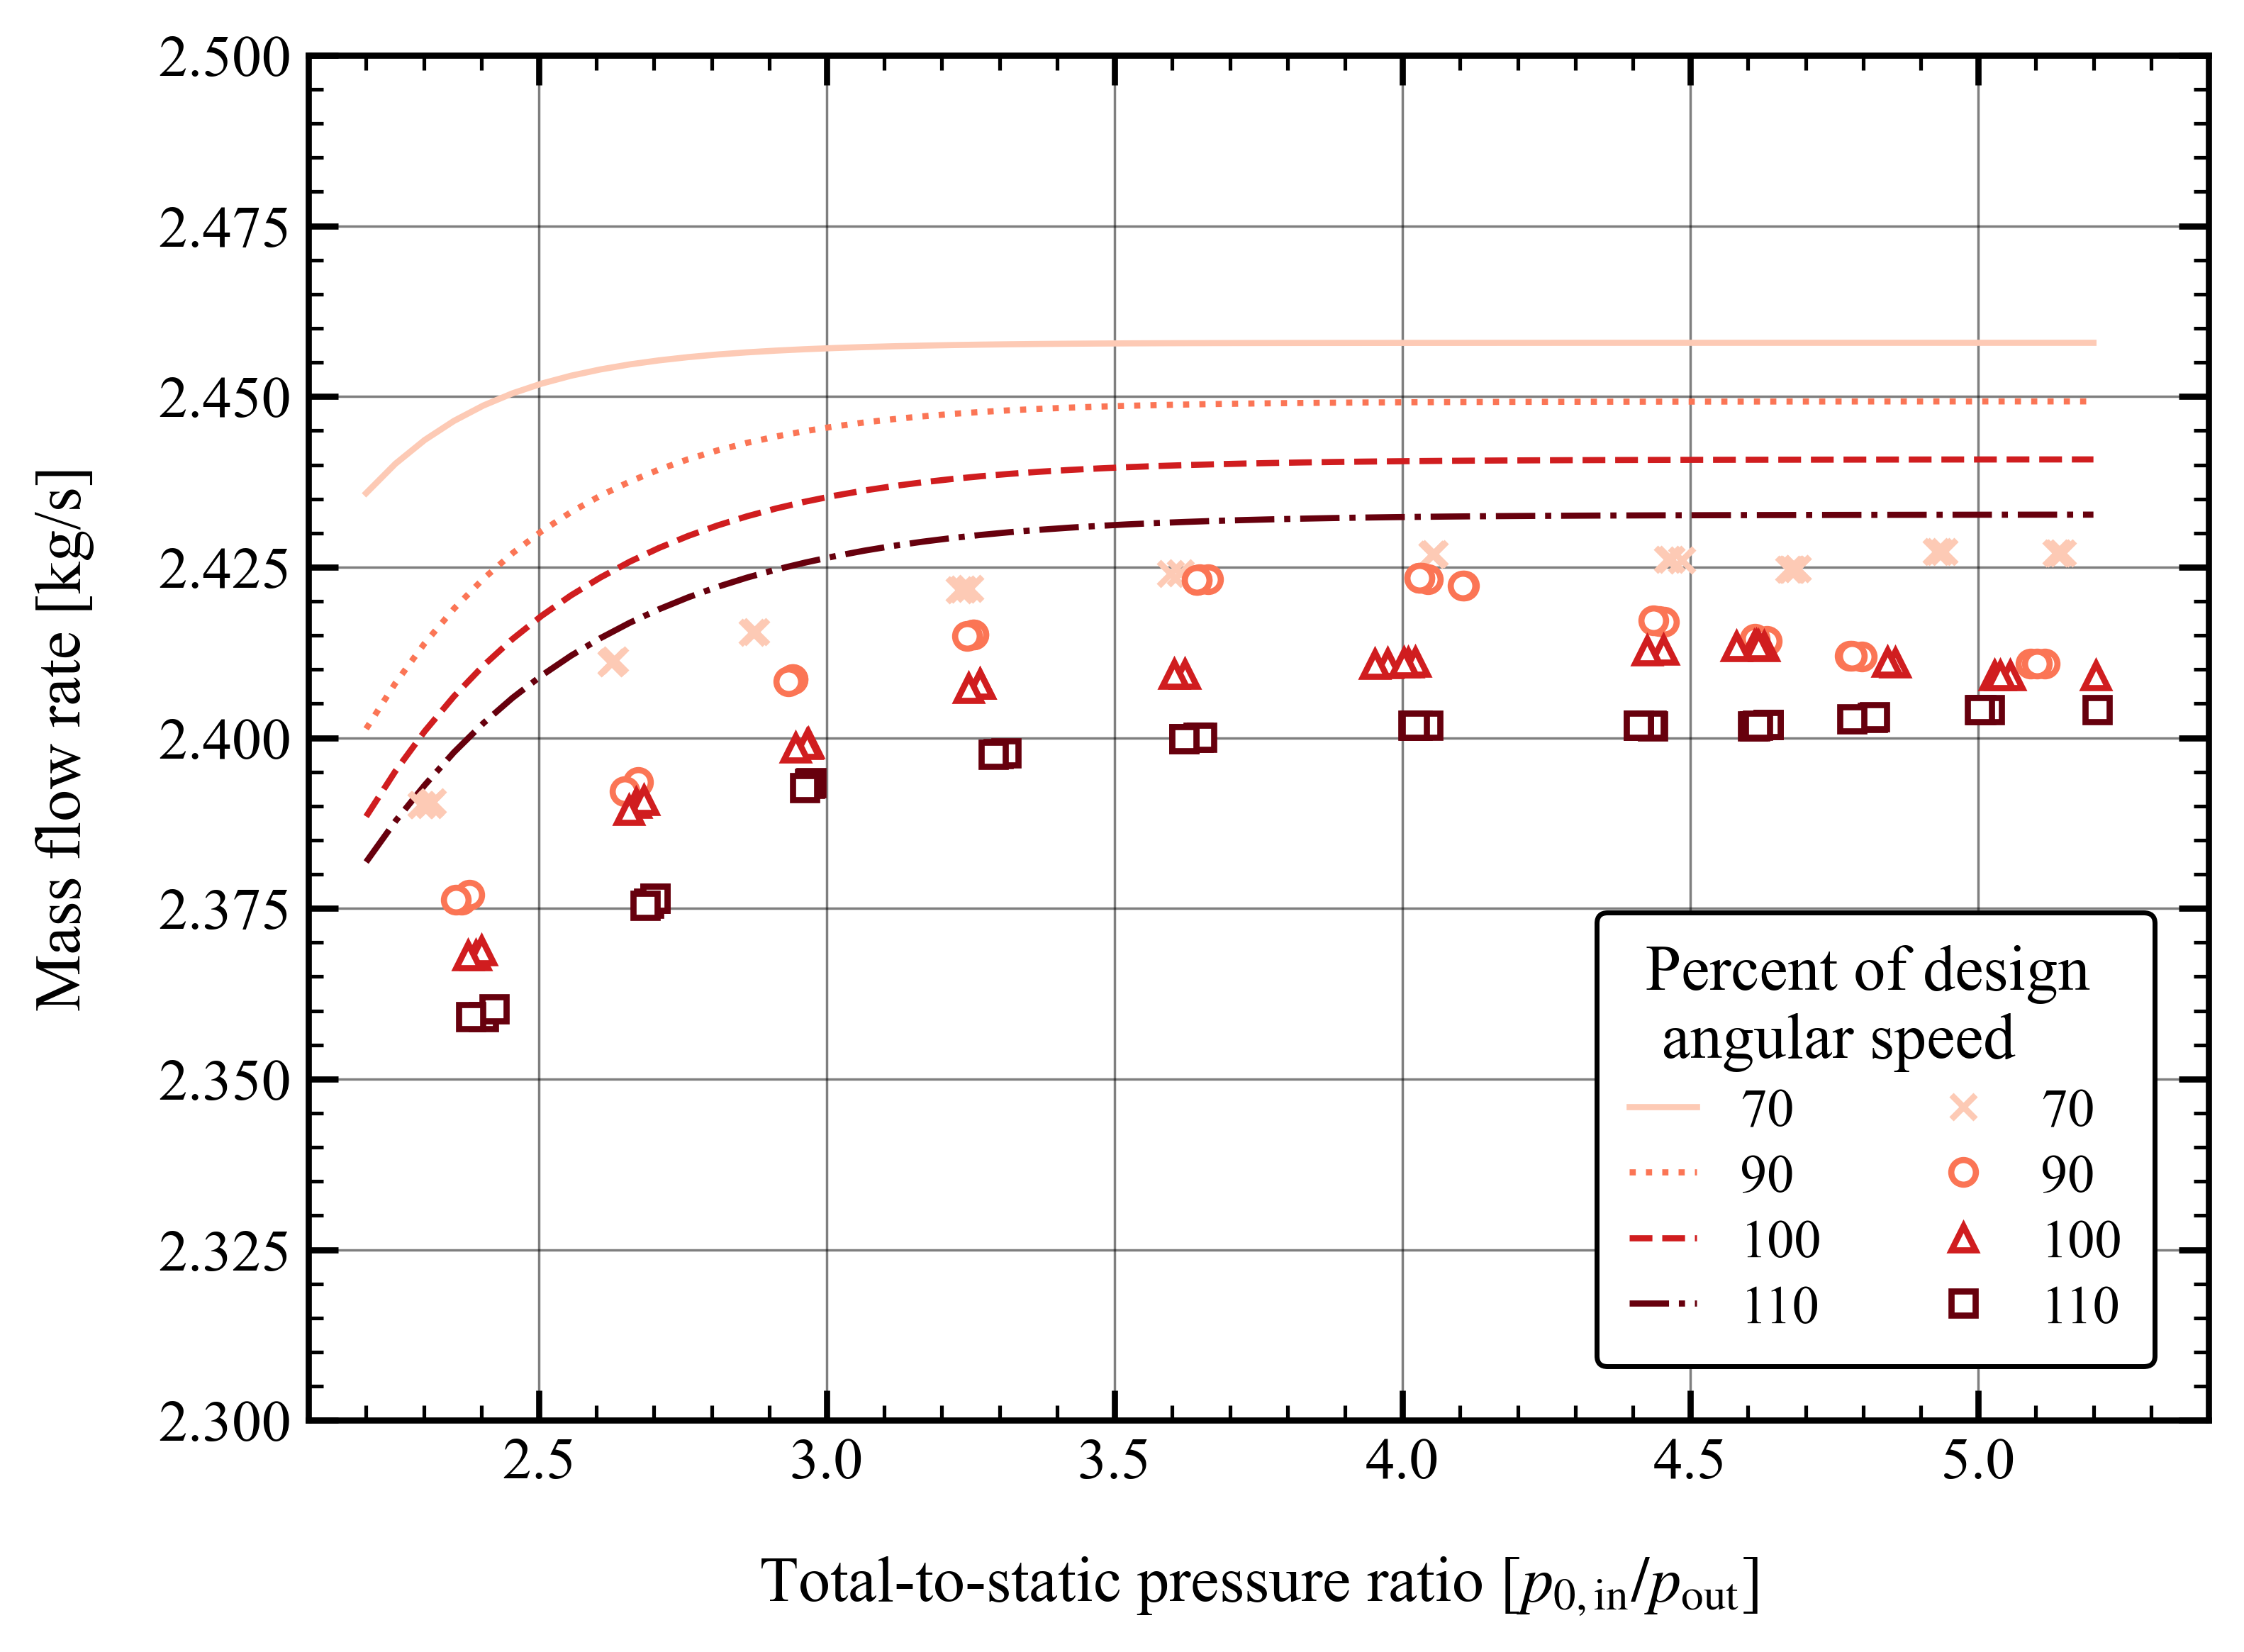 2.500
2.475
2.450
2.425
2.400
2.375
2.350
2.325
2.300
Mass flow rate [kg/s]
2.5 3.0 3.5 4.0 4.5 5.0
Total-to-static pressure ratio [p0, in/pout]
Percent of design
angular speed
70 70
90 90
100 100
110 110